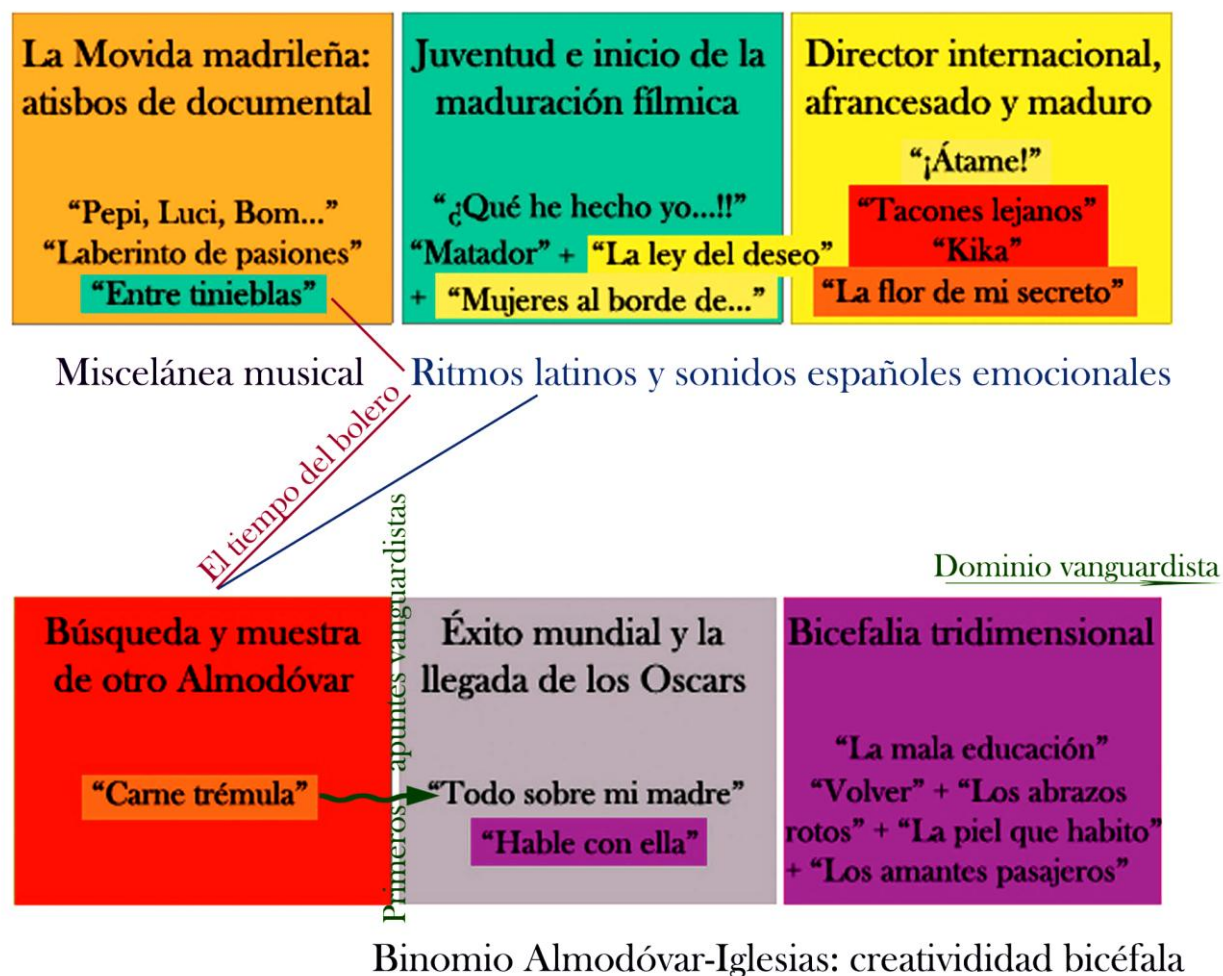 La Movida madrileña:
atisbos de documental
“Pepi, Luci, Bom...”
“Laberinto de pasiones”
“Entre tinieblas”
Juventud e inicio de la
maduración fílmica
“¿Qué he hecho yo...!!”
“Matador” + “La ley del deseo”
+ “Mujeres al borde de...”
Director internacional,
afrancesado y maduro
“¡Átame!”
“Tacones lejanos”
“Kika”
“La flor de mi secreto”
Miscelánea musical
Ritmos latinos y sonidos españoles emocionales
El tiempo del bolero
Primeros apuntes vanguardistas
Dominio vanguardista
Búsqueda y muestra
de otro Almodóvar
“Carne trémula”
Éxito mundial y la
llegada de los Oscars
“Todo sobre mi madre”
“Hable con ella”
Bicefalia tridimensional
“La mala educación”
“Volver” + “Los abrazos
rotos” + “La piel que habito”
+ “Los amantes pasajeros”
Binomio Almodóvar-Iglesias: creativididad bicéfala